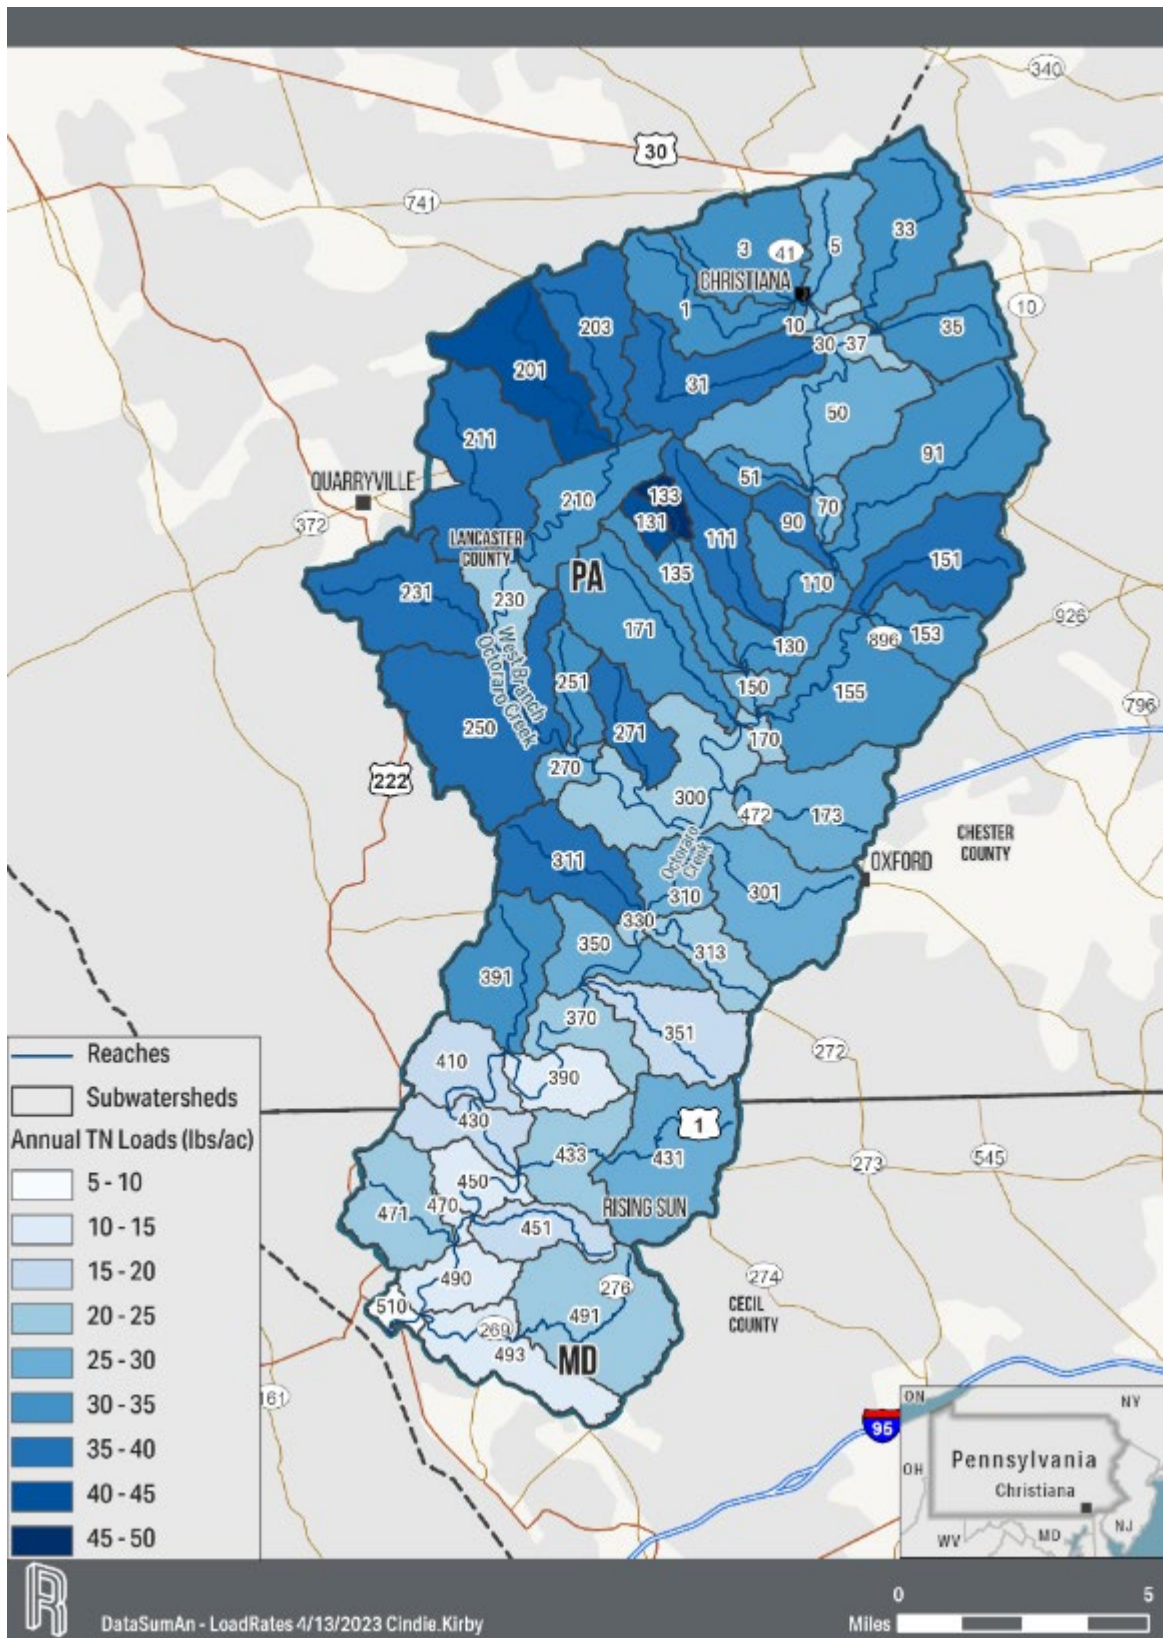 340
30
741
33
3
41
5
CHRISTIANA
10
1
203
10
30
37
35
201
31
50
211
91
51
QUARRYVILLE
210
133
70
372
131
90
LANCASTER
COUNTY
111
151
PA
135
110
231
230
926
171
896
153
130
West Branch
Octoraro Creek
251
150
155
796
250
271
170
270
222
300
472
173
CHESTER
COUNTY
311
Octoraro
Creek
OXFORD
310
301
330
350
313
391
370
351
272
410
390
430
1
433
431
273
545
450
470
RISING SUN
471
451
490
276
274
510
491
CECIL
COUNTY
269
493
MD
161
95
Reaches
Subwatersheds
Annual TN Loads (lbs/ac)
5 - 10
10 - 15
15 - 20
20 - 25
25 - 30
30 - 35
35 - 40
40 - 45
45 - 50
ON
NY
Pennsylvania
OH
Christiana
NJ
WV
MD
R
DataSumAn - LoadRates 4/13/2023 Cindie.Kirby
0 5
Miles